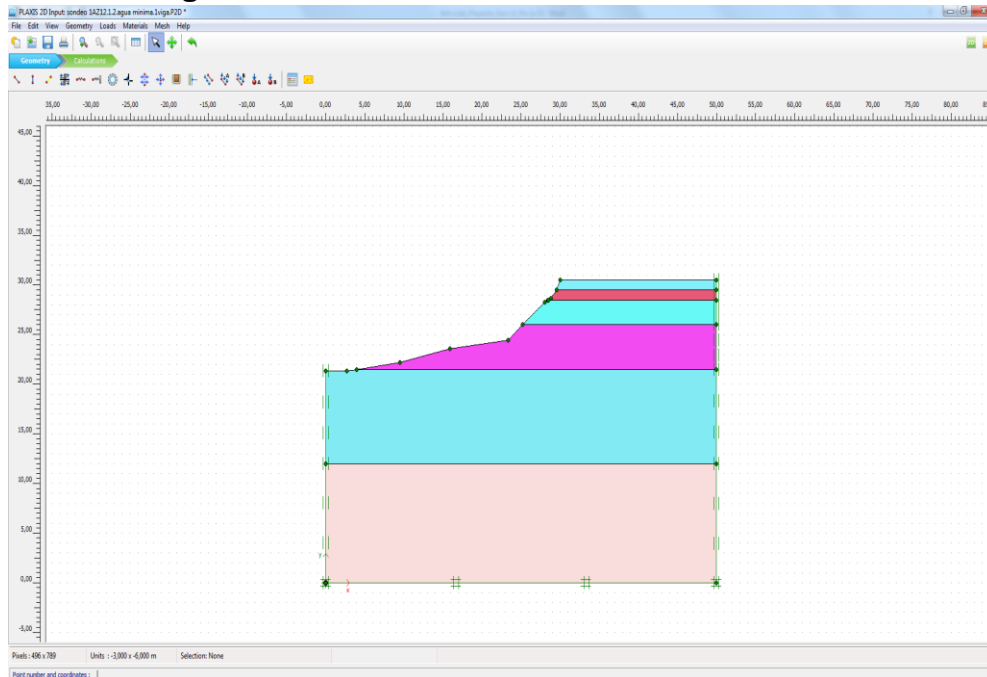 PLAXIS 2D Input: sondeo 1AZ12.1.2.agua minima.1viga.P2D *
File Edit View Geometry Loads Materials Mesh Help
Geometry Calculations
35,00 -30,00 -25,00 -20,00 -15,00 -10,00 -5,00 0,00 5,00 10,00 15,00 20,00 25,00 30,00 35,00 40,00 45,00 50,00 55,00 60,00 65,00 70,00 75,00 80,00
45,00
40,00
35,00
30,00
25,00
20,00
15,00
10,00
5,00
y
0,00
x
-5,00
Pixels : 496 x 789 Units : -3,000 x -6,000 m Selection: None
Point number and coordinates :